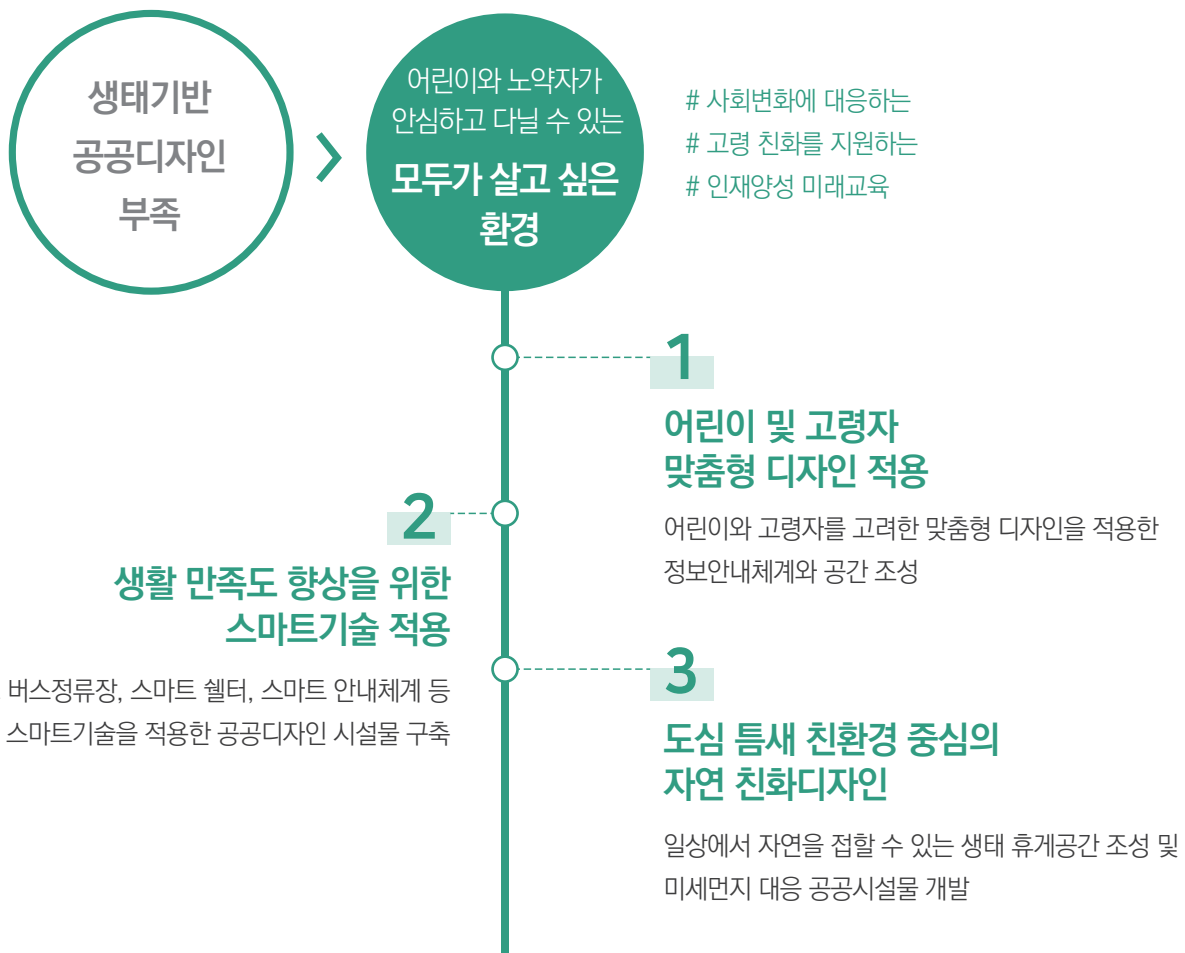 생태기반
공공디자인
부족
어린이와 노약자가
안심하고 다닐 수 있는
모두가 살고 싶은
환경
# 사회변화에 대응하는
# 고령 친화를 지원하는
# 인재양성 미래교육
1
어린이 및 고령자
맞춤형 디자인 적용
어린이와 고령자를 고려한 맞춤형 디자인을 적용한
정보안내체계와 공간 조성
2
생활 만족도 향상을 위한
스마트기술 적용
버스정류장, 스마트 쉘터, 스마트 안내체계 등
스마트기술을 적용한 공공디자인 시설물 구축
3
도심 틈새 친환경 중심의
자연 친화디자인
일상에서 자연을 접할 수 있는 생태 휴게공간 조성 및
미세먼지 대응 공공시설물 개발